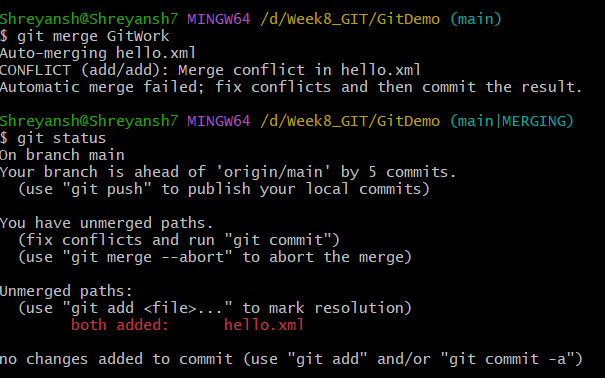 Shreyansh@Shreyansh7 MINGW64 /d/Week8_GIT/GitDemo (main)
$ git merge GitWork
Auto-merging hello.xml
CONFLICT (add/add): Merge conflict in hello.xml
Automatic merge failed; fix conflicts and then commit the result.

Shreyansh@Shreyansh7 MINGW64 /d/Week8_GIT/GitDemo (main|MERGING)
$ git status
On branch main
Your branch is ahead of 'origin/main' by 5 commits.
  (use "git push" to publish your local commits)

You have unmerged paths.
  (fix conflicts and run "git commit")
  (use "git merge --abort" to abort the merge)

Unmerged paths:
  (use "git add <file>..." to mark resolution)
        both added:      hello.xml

no changes added to commit (use "git add" and/or "git commit -a")